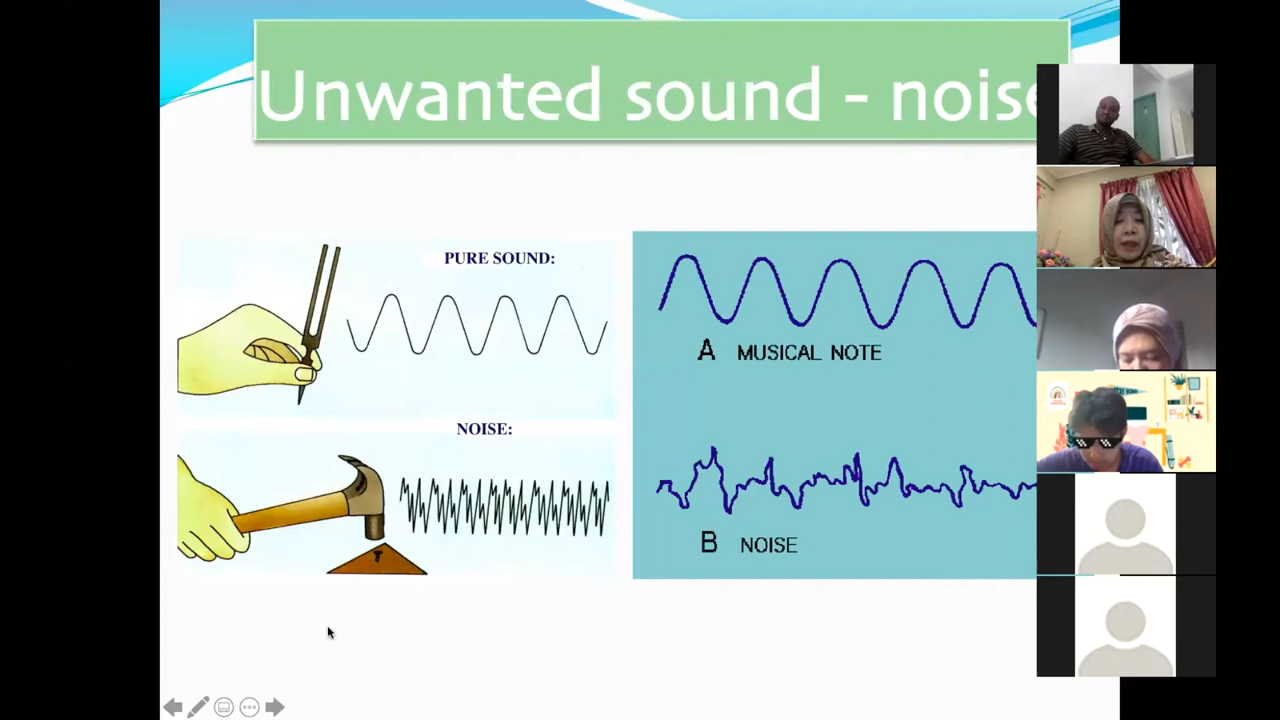 Unwanted sound - noise
PURE SOUND:
NOISE:
A MUSICAL NOTE
B NOISE